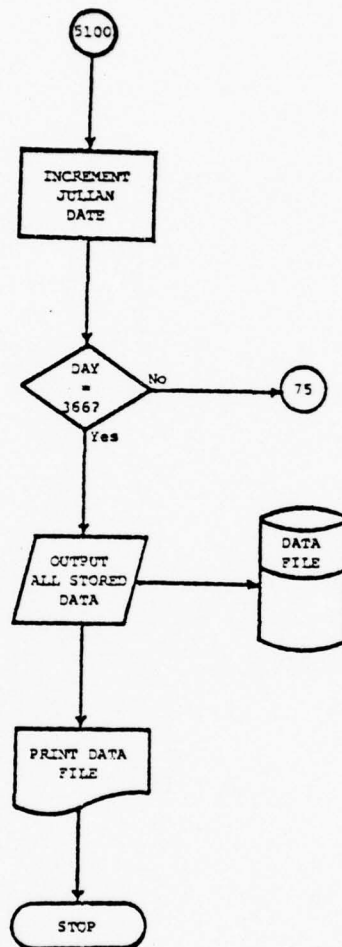 5100
INCREMENT
JULIAN
DATE
DAY
=
366?
No
75
Yes
OUTPUT
ALL STORED
DATA
DATA
FILE
PRINT DATA
FILE
STOP